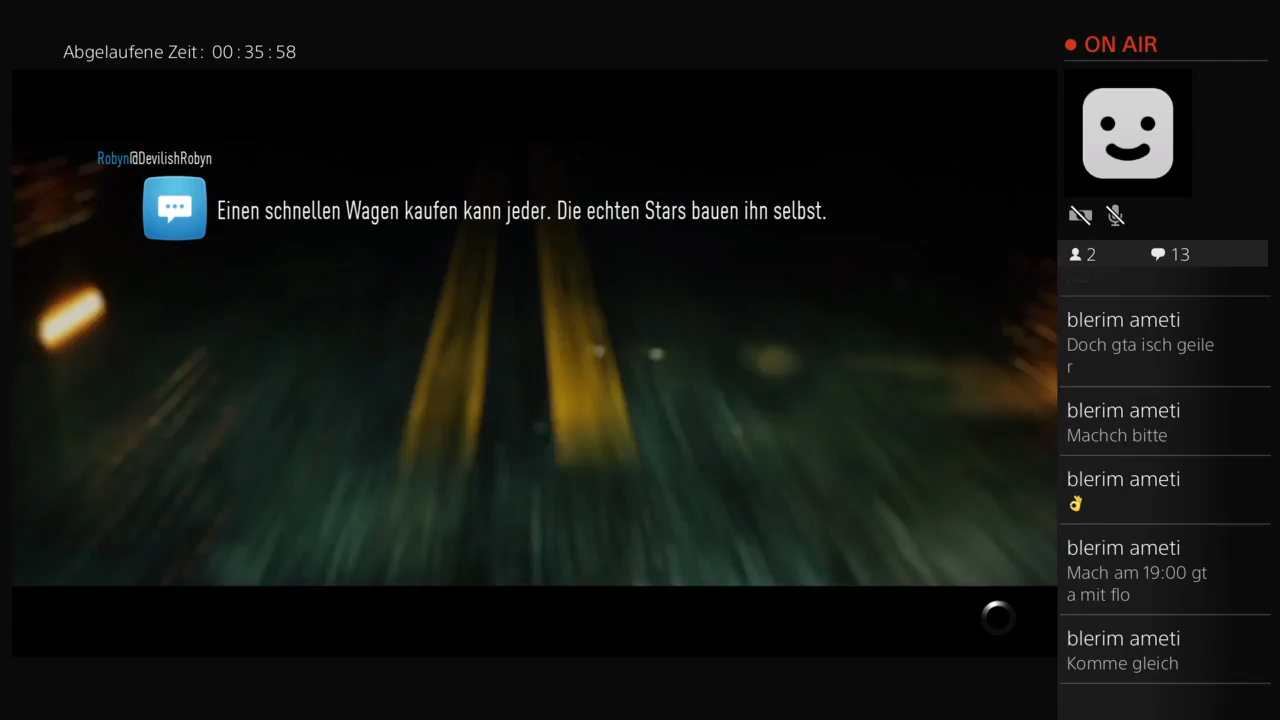 Abgelaufene Zeit: 00:35:58
ON AIR
Robyn@DevilishRobyn
Einen schnellen Wagen kaufen kann jeder. Die echten Stars bauen ihn selbst.
2
13
blerim ameti
Doch gta isch geile
r
blerim ameti
Machch bitte
blerim ameti
👌
blerim ameti
Mach am 19:00 gt
a mit flo
blerim ameti
Komme gleich